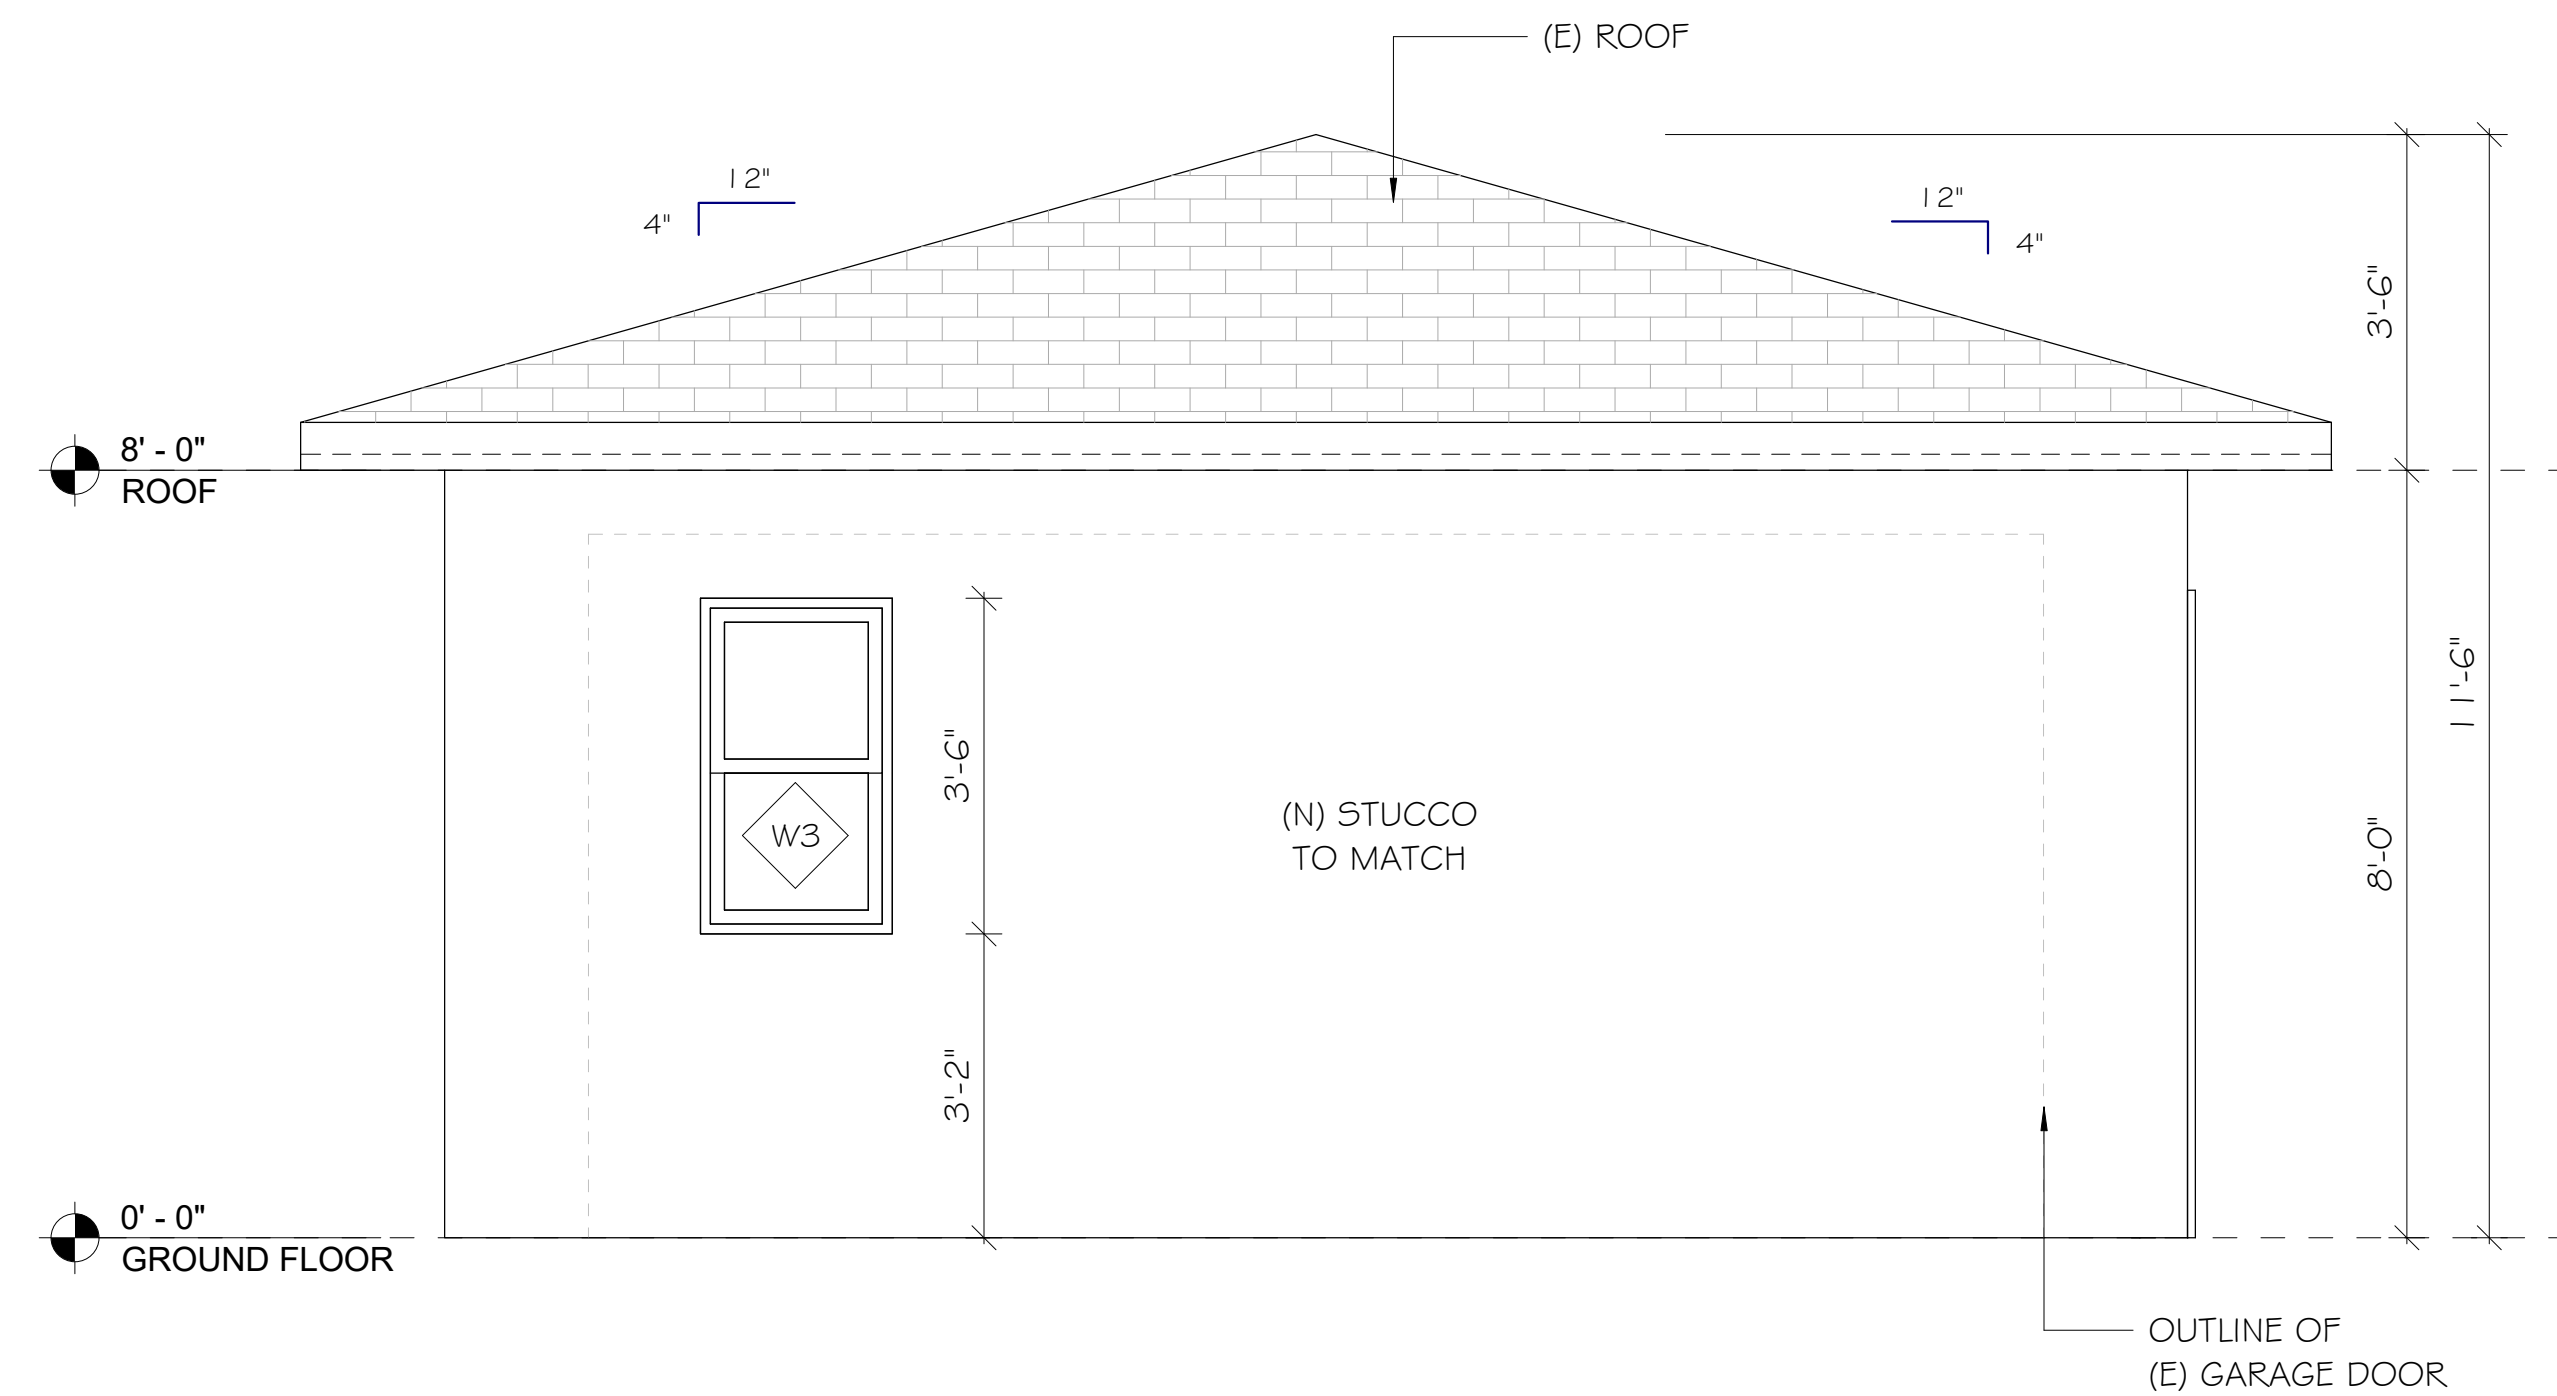 (E) ROOF
12"
4"
12"
4"
3'-6"
8' - 0"
ROOF
11'-6"
3'-6"
W3
(N) STUCCO
TO MATCH
8'-0"
3'-2"
0' - 0"
GROUND FLOOR
OUTLINE OF
(E) GARAGE DOOR